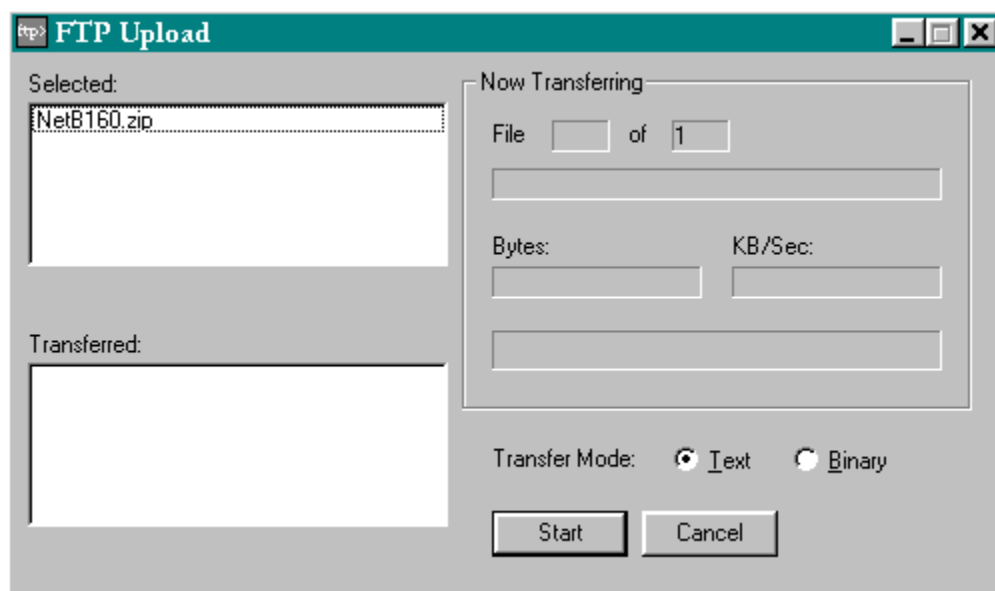 ftp> FTP Upload
Selected:
NetB160.zip
Transferred:
Now Transferring
File of 1
Bytes: KB/Sec:
Transfer Mode: Text Binary
Start Cancel